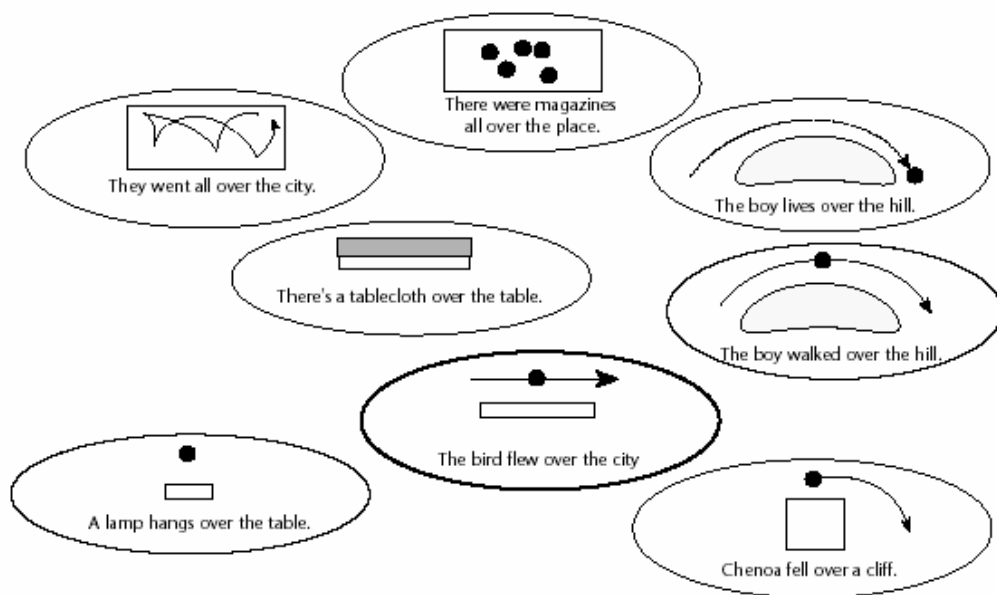 There were magazines
all over the place.
They went all over the city.
The boy lives over the hill.
There's a tablecloth over the table.
The boy walked over the hill.
The bird flew over the city
A lamp hangs over the table.
Chenoa fell over a cliff.